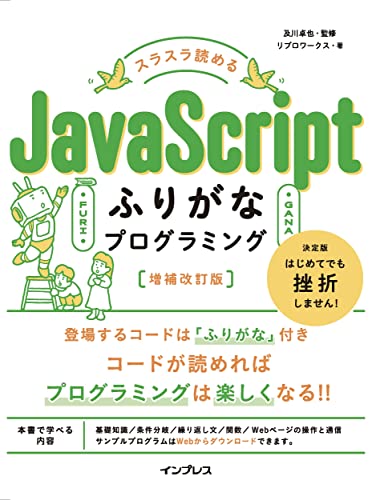 及川卓也・監修
リブロワークス・著
スラスラ読める
JavaScript
FURI
ふりがな
GANA
プログラミング
[増補改訂版]
決定版
はじめてでも
挫折
しません!
登場するコードは「ふりがな」付き
コードが読めれば
プログラミングは楽しくなる!!
本書で学べる
内容
基礎知識/条件分岐/繰り返し文/関数/Webページの操作と通信
サンプルプログラムはWebからダウンロードできます。
インプレス